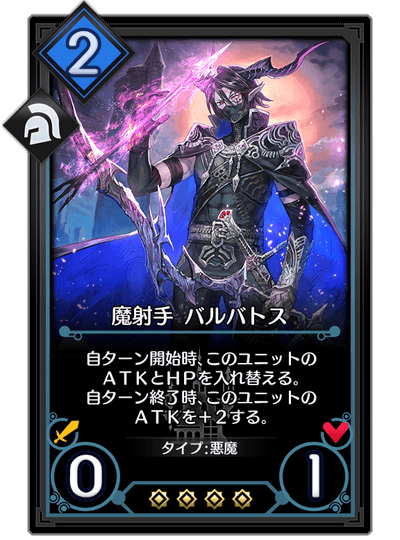 2
魔射手 バルバトス
自ターン開始時、このユニットの
ATKとHPを入れ替える。
自ターン終了時、このユニットの
ATKを+2する。
タイプ:悪魔
0
1